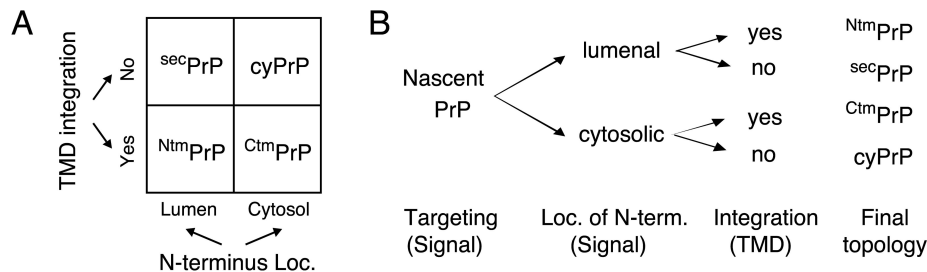 A
TMD integration
No
Yes
secPrP
cyPrP
NtmPrP
CtmPrP
Lumen
Cytosol
N-terminus Loc.
B
Nascent
PrP
lumenal
cytosolic
yes
no
yes
no
NtmPrP
secPrP
CtmPrP
cyPrP
Targeting
(Signal)
Loc. of N-term.
(Signal)
Integration
(TMD)
Final
topology